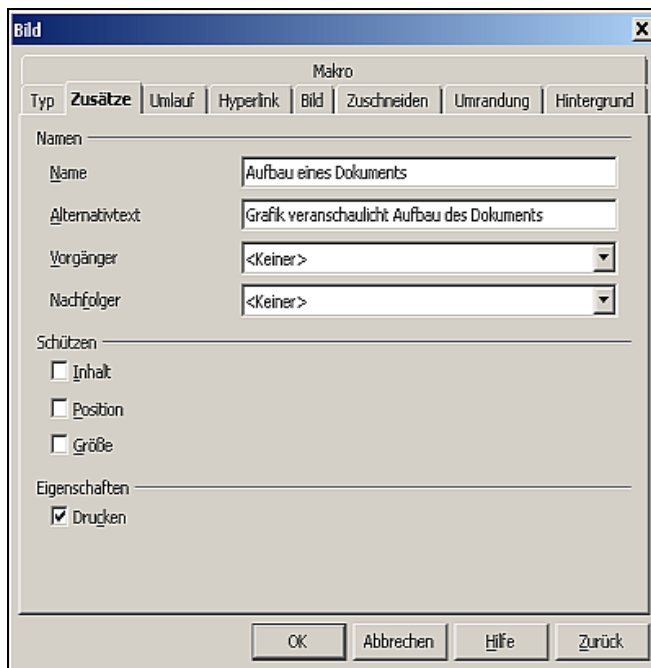 Bild
Makro
Typ Zusätze Umlauf Hyperlink Bild Zuschneiden Umrandung Hintergrund
Namen
Name Aufbau eines Dokuments
Alternativtext Grafik veranschaulicht Aufbau des Dokuments
Vorgänger <Keiner>
Nachfolger <Keiner>
Schützen
Inhalt
Position
Größe
Eigenschaften
Drucken
OK Abbrechen Hilfe Zurück